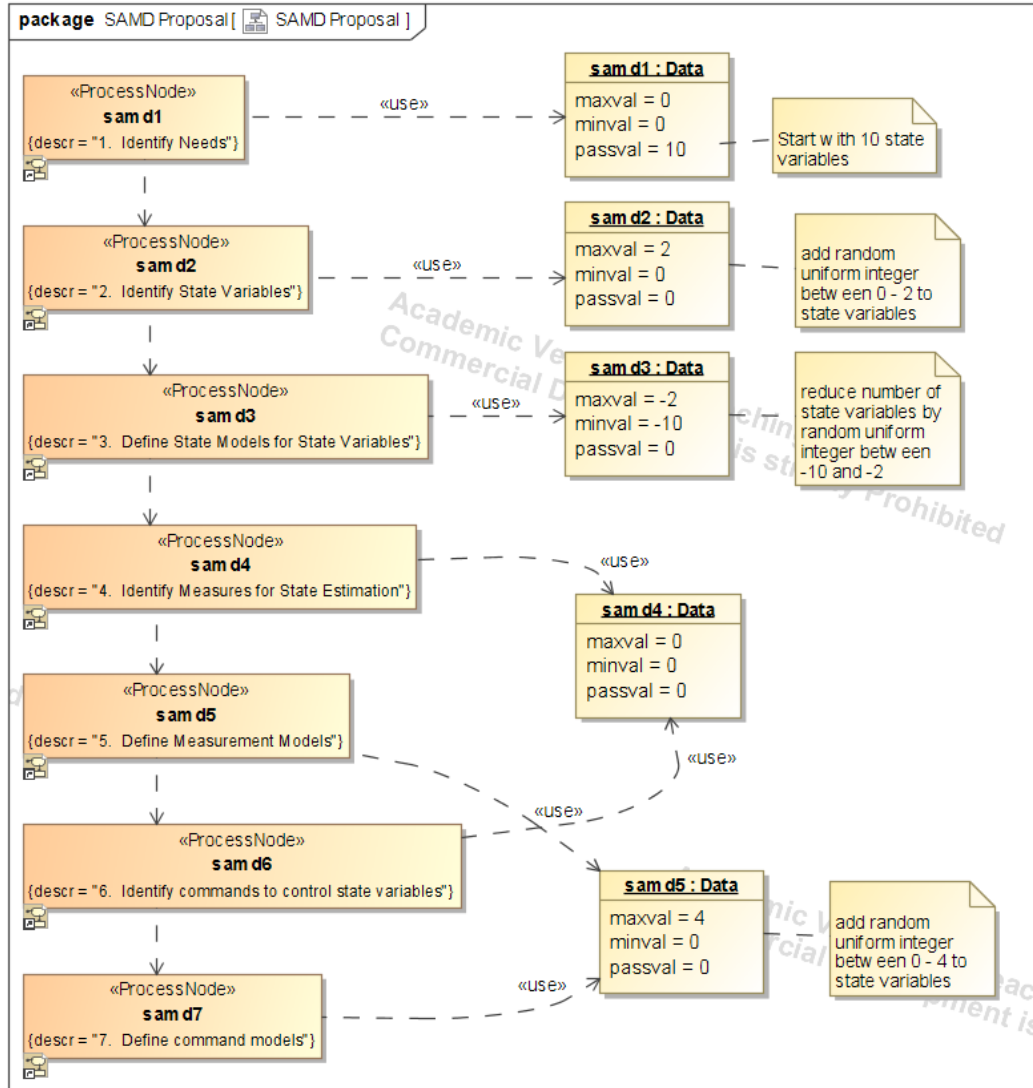 package SAMD Proposal [ SAMD Proposal ]
«ProcessNode»
samd1
{descr = "1. Identify Needs"}
«use»
samd1 : Data
maxval = 0
minval = 0
passval = 10
Start with 10 state
variables
«ProcessNode»
samd2
{descr = "2. Identify State Variables"}
«use»
samd2 : Data
maxval = 2
minval = 0
passval = 0
add random
uniform integer
between 0 - 2 to
state variables
«ProcessNode»
samd3
{descr = "3. Define State Models for State Variables"}
«use»
samd3 : Data
maxval = -2
minval = -10
passval = 0
reduce number of
state variables by
random uniform
integer between
-10 and -2
«ProcessNode»
samd4
{descr = "4. Identify Measures for State Estimation"}
«use»
samd4 : Data
maxval = 0
minval = 0
passval = 0
«ProcessNode»
samd5
{descr = "5. Define Measurement Models"}
«use»
«use»
«ProcessNode»
samd6
{descr = "6. Identify commands to control state variables"}
samd5 : Data
maxval = 4
minval = 0
passval = 0
add random
uniform integer
between 0 - 4 to
state variables
«ProcessNode»
samd7
{descr = "7. Define command models"}
«use»
Academic
Commercial
is
Prohibited